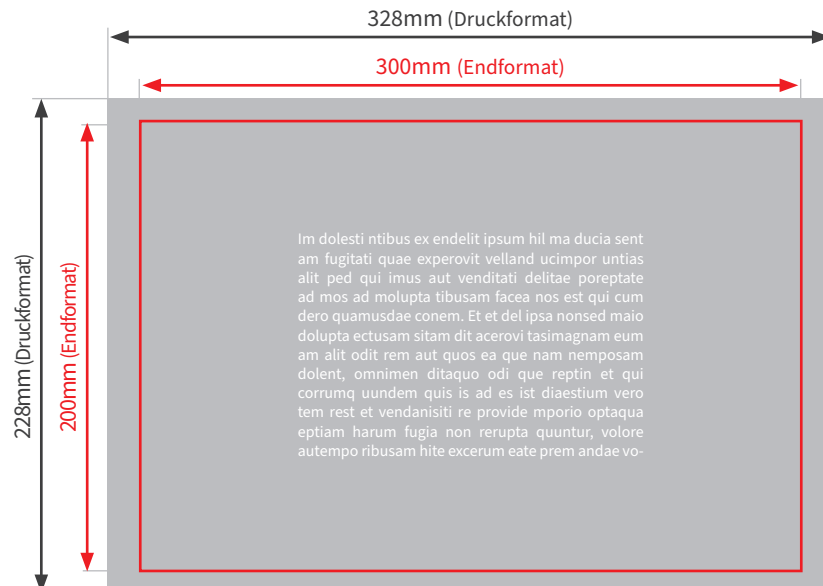 328mm (Druckformat)
300mm (Endformat)
228mm (Druckformat)
200mm (Endformat)
Im dolesti ntibus ex endelit ipsum hil ma ducia sent
am fugitati quae experovit velland ucimpor untias
alit ped qui imus aut venditati delitae poreptate
ad mos ad molupta tibusam facea nos est qui cum
dero quamusdae conem. Et et del ipsa nonsed maio
dolupta ectusam sitam dit acerovi tasimagnam eum
am alit odit rem aut quos ea que nam nemposam
dolent, omnimen ditaquo odi que reptin et qui
corrumq uundem quis is ad es ist diaestium vero
tem rest et vendanisiti re provide mporio optaqua
eptiam harum fugia non rerupta quuntur, volore
autempo ribusam hite excerum eate prem andae vo-